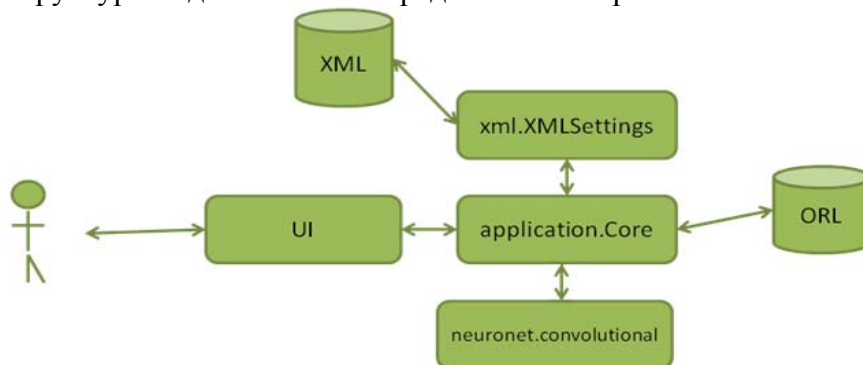 XML
xml.XMLSettings
UI
application.Core
ORL
neuronet.convolutional